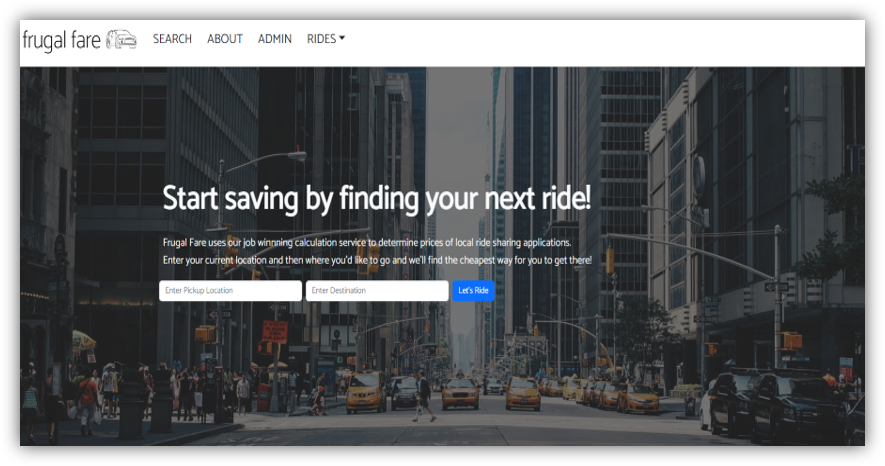 frugal fare
SEARCH
ABOUT
ADMIN
RIDES
Start saving by finding your next ride!
Frugal Fare uses our job winnning calculation service to determine prices of local ride sharing applications.
Enter your current location and then where you'd like to go and we'll find the cheapest way for you to get there!
Enter Pickup Location
Enter Destination
Let's Ride